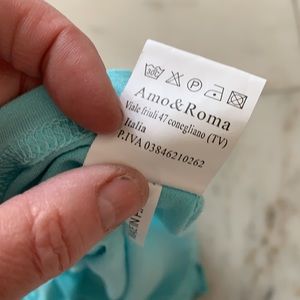 Amo&Roma
Viale friuli 47 conegliano (TV)
Italia
P.IVA 03846210262